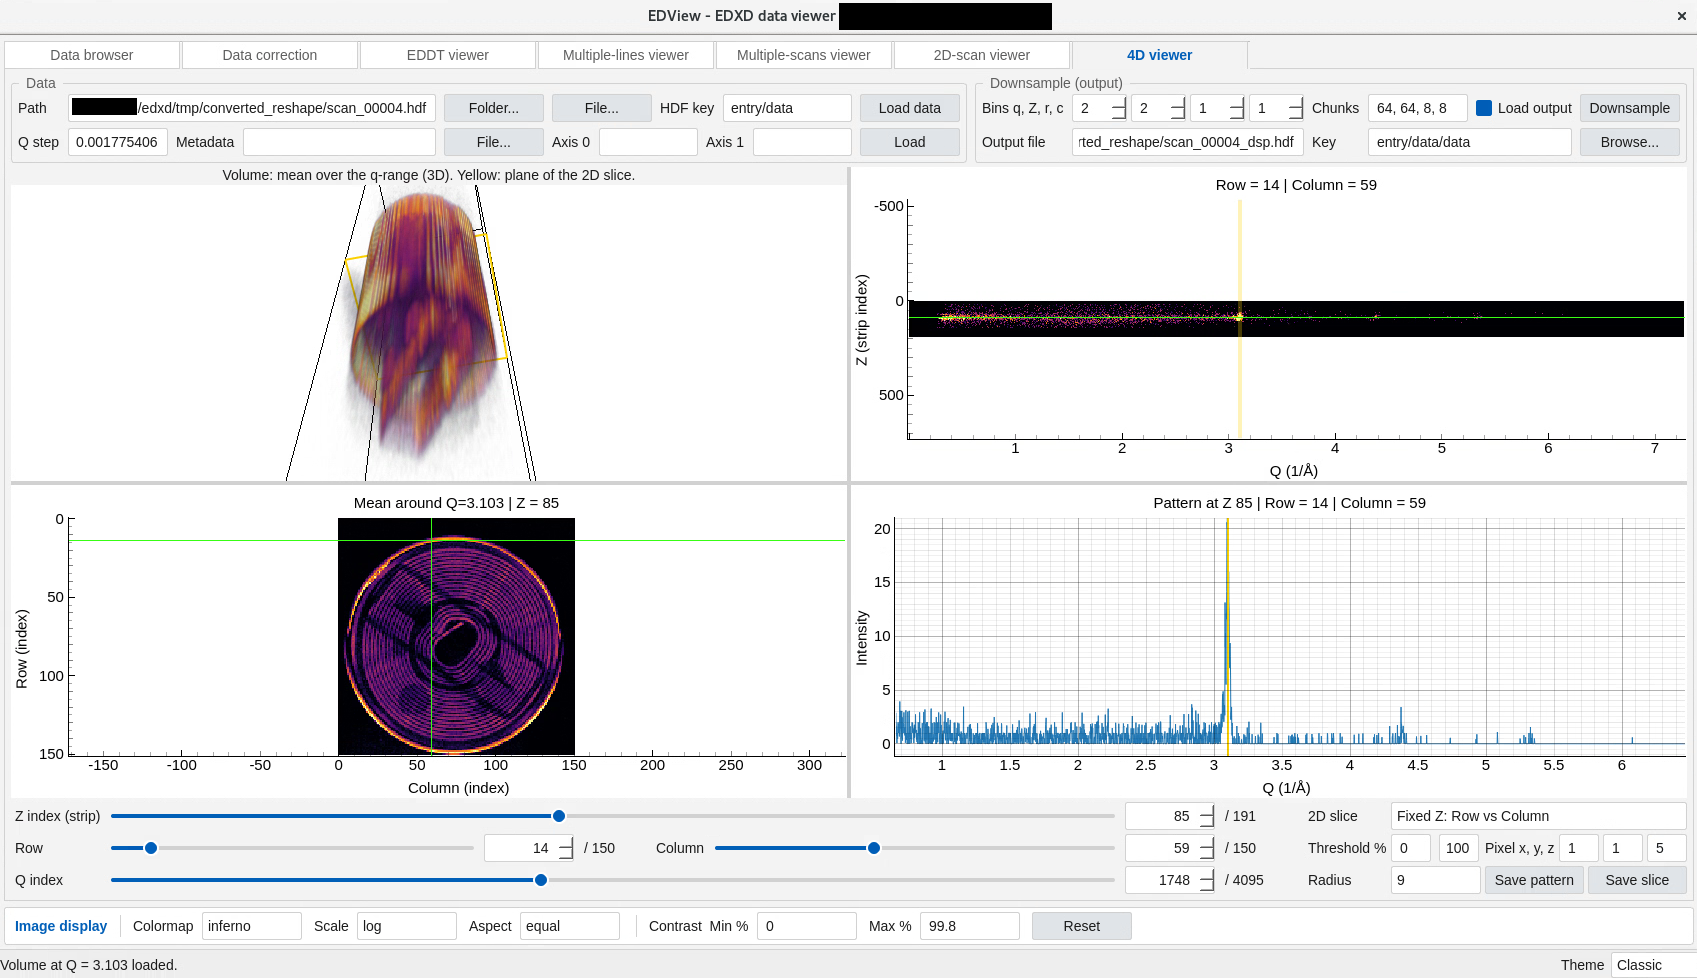 EDView - EDXD data viewer
Data browser
Data correction
EDDT viewer
Multiple-lines viewer
Multiple-scans viewer
2D-scan viewer
4D viewer
Data
Path /edxd/tmp/converted_reshape/scan_00004.hdf Folder... File... HDF key entry/data Load data
Q step 0.001775406 Metadata File... Axis 0 Axis 1 Load
Downsample (output)
Bins q, Z, r, c 2 2 1 1 Chunks 64, 64, 8, 8 Load output Downsample
Output file rted_reshape/scan_00004_dsp.hdf Key entry/data/data Browse...
Volume: mean over the q-range (3D). Yellow: plane of the 2D slice.
Row = 14 | Column = 59
-500
0
500
Z (strip index)
1 2 3 4 5 6 7
Q (1/Å)
Mean around Q=3.103 | Z = 85
0
50
100
150
Row (index)
-150 -100 -50 0 50 100 150 200 250 300
Column (index)
Pattern at Z 85 | Row = 14 | Column = 59
20
15
10
5
0
Intensity
1 1.5 2 2.5 3 3.5 4 4.5 5 5.5 6
Q (1/Å)
Z index (strip) 85 / 191 2D slice Fixed Z: Row vs Column
Row 14 / 150 Column 59 / 150 Threshold % 0 100 Pixel x, y, z 1 1 5
Q index 1748 / 4095 Radius 9 Save pattern Save slice
Image display Colormap inferno Scale log Aspect equal Contrast Min % 0 Max % 99.8 Reset
Volume at Q = 3.103 loaded.
Theme Classic